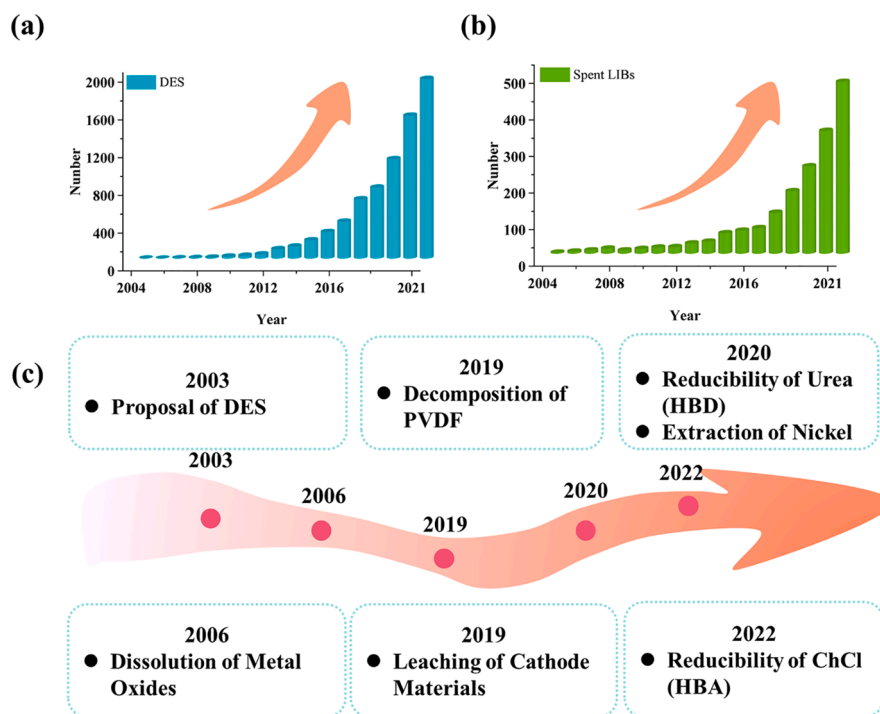 (a)
DES
2000
1600
1200
800
400
0
Nunber
2004
2008
2012
2016
2021
Year
(b)
Spent LIBs
500
400
300
200
100
0
Nunber
2004
2008
2012
2016
2021
Year
(c)
2003
● Proposal of DES
2019
● Decomposition of
PVDF
2020
● Reducibility of Urea
(HBD)
● Extraction of Nickel
2003
2006
2019
2020
2022
2006
● Dissolution of Metal
Oxides
2019
● Leaching of Cathode
Materials
2022
● Reducibility of ChCl
(HBA)